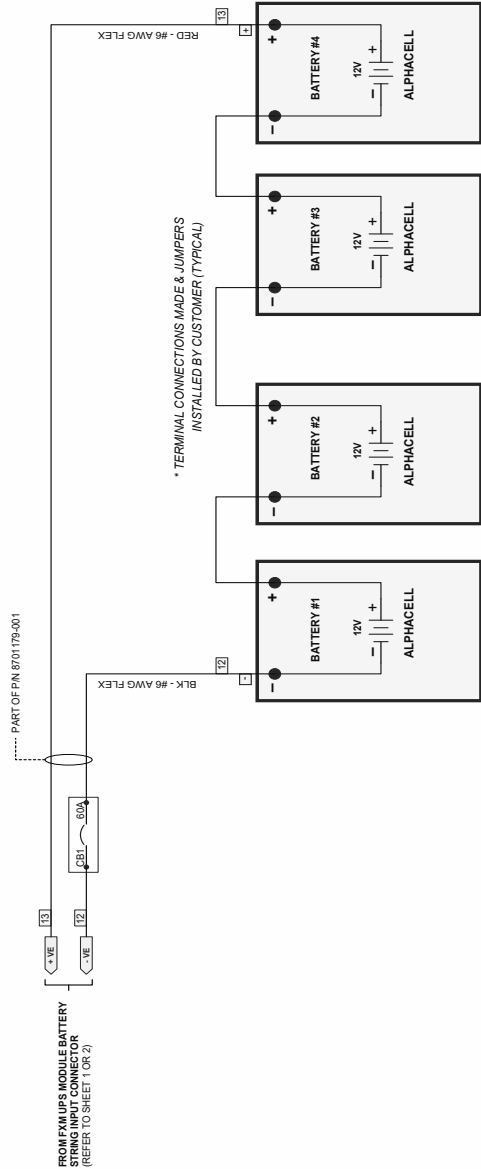 PART OF P/N 8701179-001
FROM FXM UPS MODULE BATTERY
STRING INPUT CONNECTOR
(REFER TO SHEET 1 OR 2)
+ VE
13
- VE
12
CB1
60A
RED - #6 AWG FLEX
13
+
BLK - #6 AWG FLEX
12
-
* TERMINAL CONNECTIONS MADE & JUMPERS
INSTALLED BY CUSTOMER (TYPICAL)
− +
BATTERY #1
12V
− +
ALPHACELL
− +
BATTERY #2
12V
− +
ALPHACELL
− +
BATTERY #3
12V
− +
ALPHACELL
− +
BATTERY #4
12V
− +
ALPHACELL